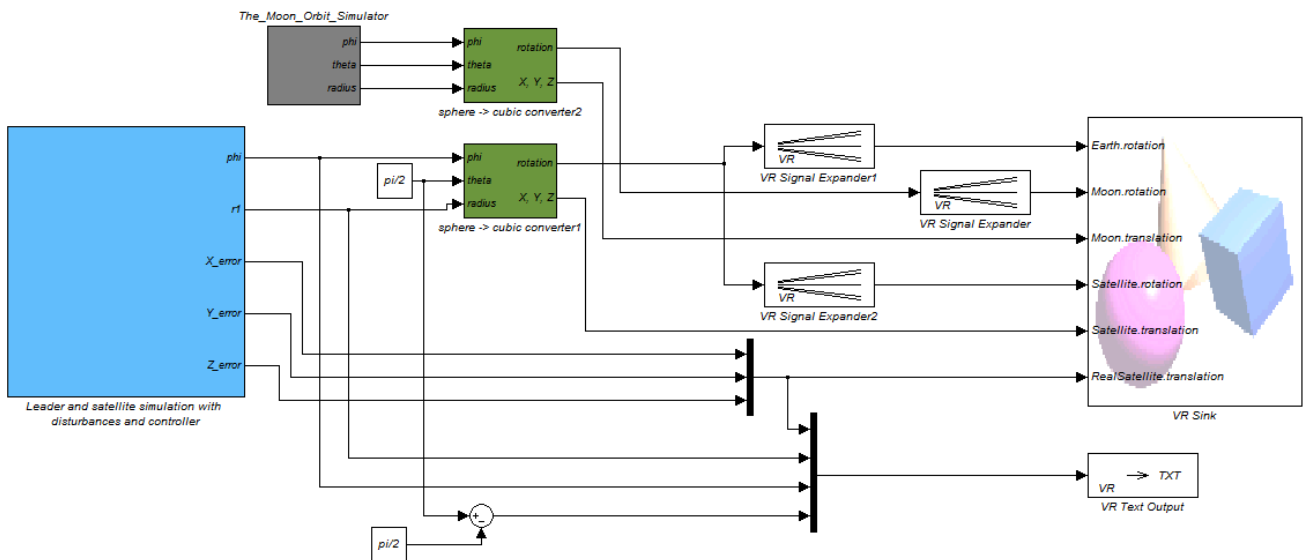 The_Moon_Orbit_Simulator
phi
theta
radius
phi
theta
radius
rotation
X, Y, Z
sphere -> cubic converter2
phi
r1
X_error
Y_error
Z_error
Leader and satellite simulation with
disturbances and controller
pi/2
phi
theta
radius
rotation
X, Y, Z
sphere -> cubic converter1
VR
VR Signal Expander1
VR
VR Signal Expander
VR
VR Signal Expander2
Earth.rotation
Moon.rotation
Moon.translation
Satellite.rotation
Satellite.translation
RealSatellite.translation
VR Sink
VR
TXT
VR Text Output
+
-
pi/2